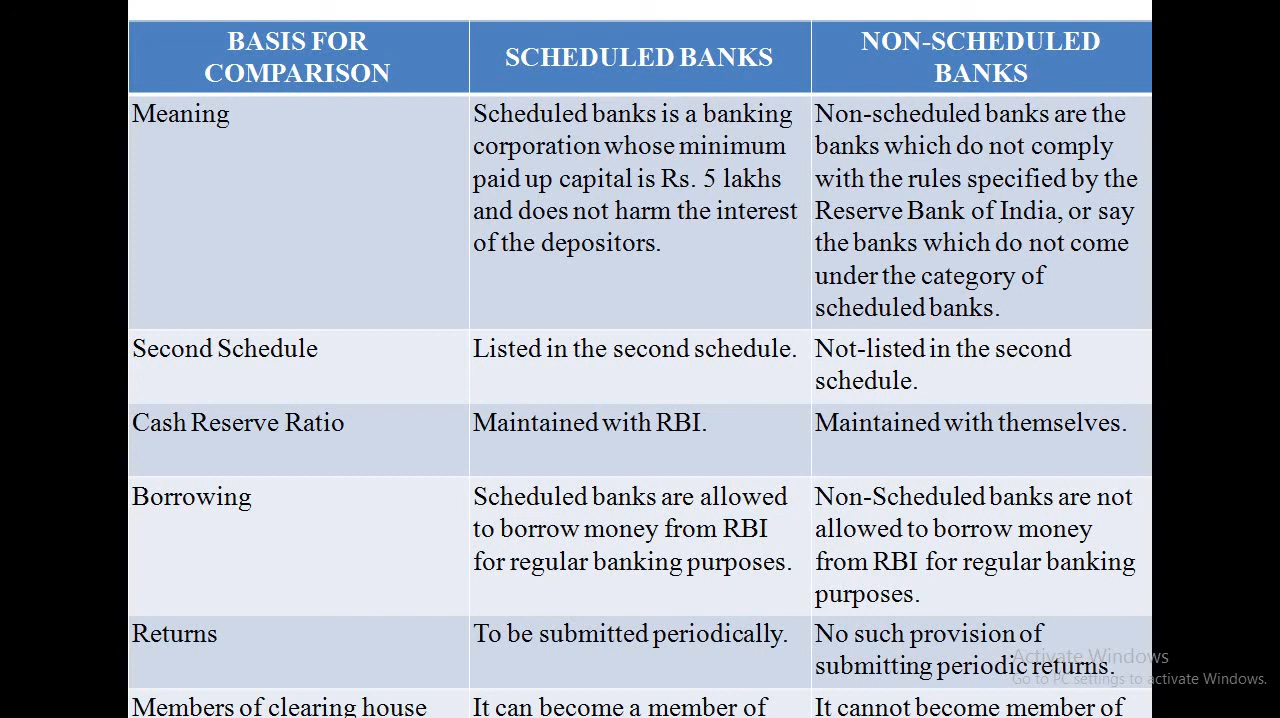 BASIS FOR
COMPARISON
SCHEDULED BANKS
NON-SCHEDULED
BANKS
Meaning
Scheduled banks is a banking
corporation whose minimum
paid up capital is Rs. 5 lakhs
and does not harm the interest
of the depositors.
Non-scheduled banks are the
banks which do not comply
with the rules specified by the
Reserve Bank of India, or say
the banks which do not come
under the category of
scheduled banks.
Second Schedule
Listed in the second schedule.
Not-listed in the second
schedule.
Cash Reserve Ratio
Maintained with RBI.
Maintained with themselves.
Borrowing
Scheduled banks are allowed
to borrow money from RBI
for regular banking purposes.
Non-Scheduled banks are not
allowed to borrow money
from RBI for regular banking
purposes.
Returns
To be submitted periodically.
No such provision of
submitting periodic returns.
Members of clearing house
It can become a member of
It cannot become member of
Activate Windows
Go to PC settings to activate Windows.